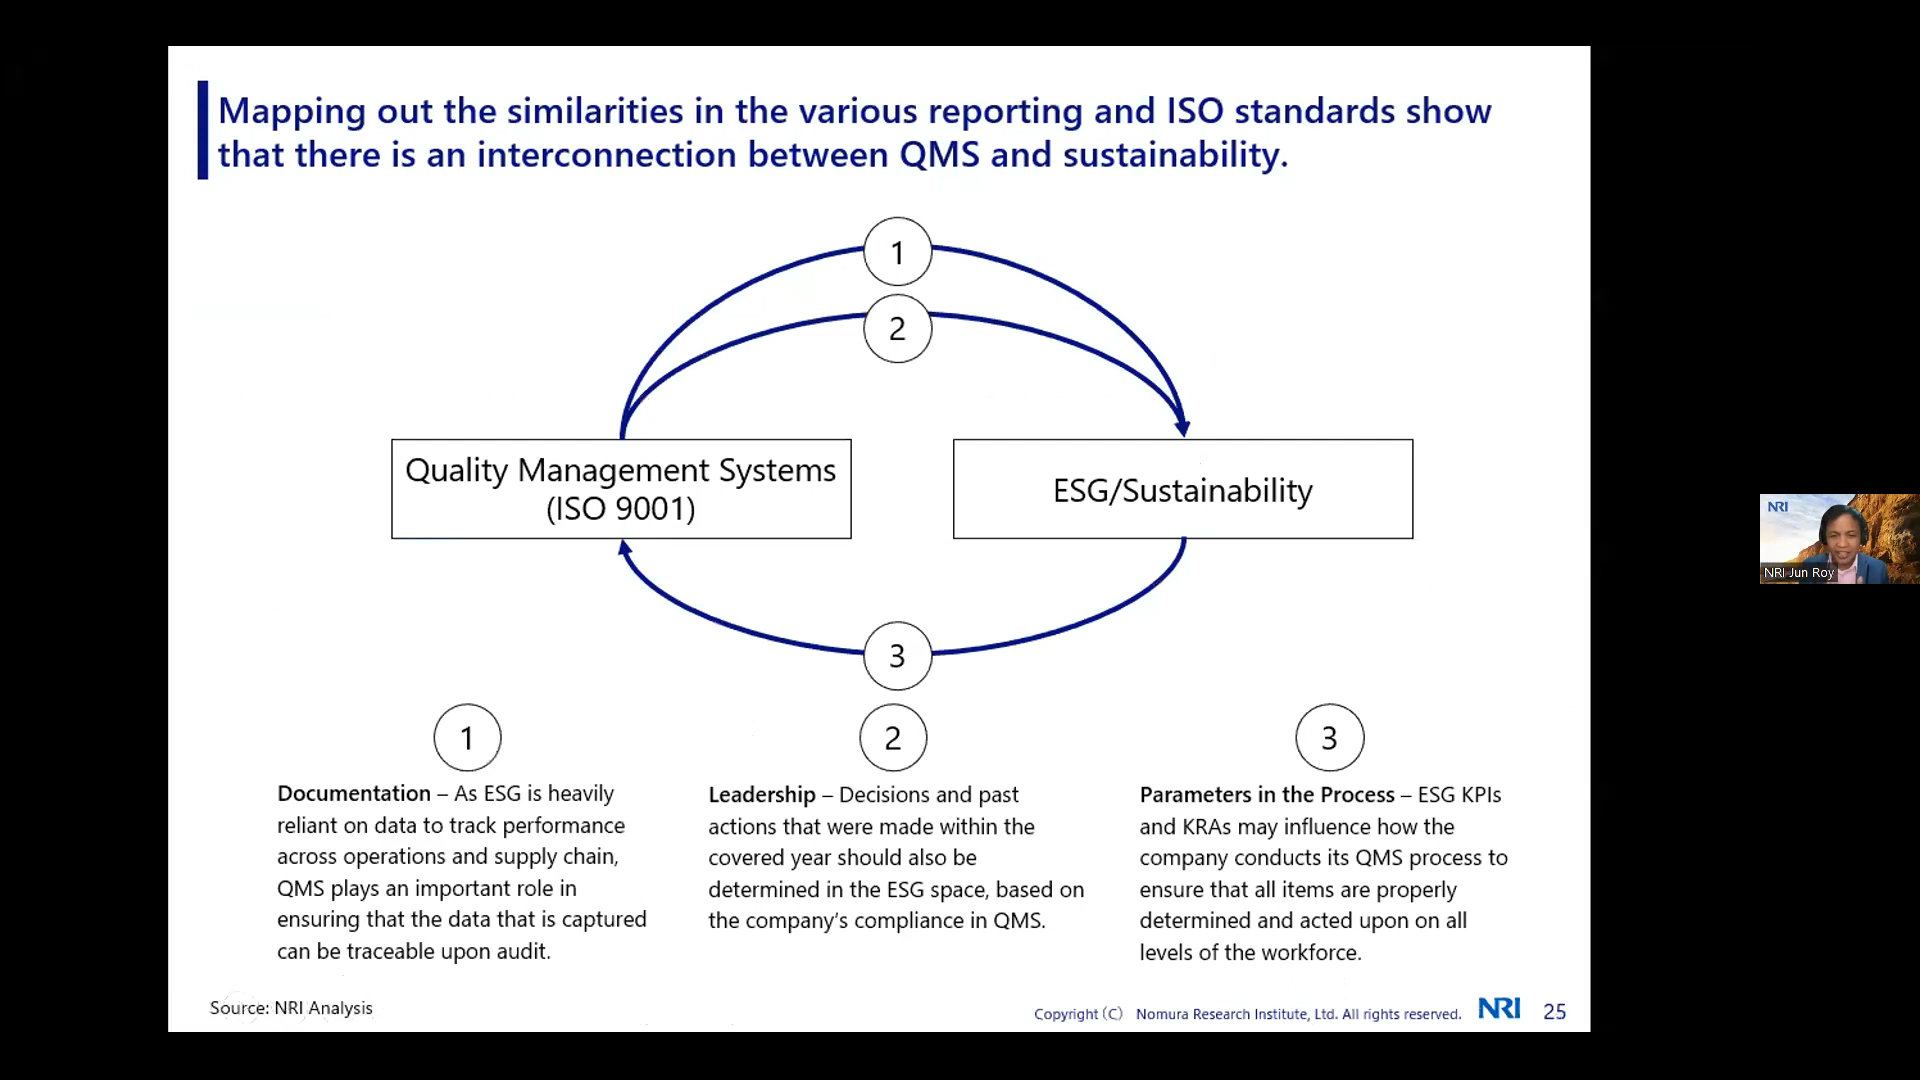 Mapping out the similarities in the various reporting and ISO standards show
that there is an interconnection between QMS and sustainability.
1
2
Quality Management Systems
(ISO 9001)
ESG/Sustainability
3
1
2
3
Documentation – As ESG is heavily
reliant on data to track performance
across operations and supply chain,
QMS plays an important role in
ensuring that the data that is captured
can be traceable upon audit.
Leadership – Decisions and past
actions that were made within the
covered year should also be
determined in the ESG space, based on
the company's compliance in QMS.
Parameters in the Process – ESG KPIs
and KRAs may influence how the
company conducts its QMS process to
ensure that all items are properly
determined and acted upon on all
levels of the workforce.
Source: NRI Analysis
Copyright (C) Nomura Research Institute, Ltd. All rights reserved.
NRI
25
NRI
NRI Jun Roy